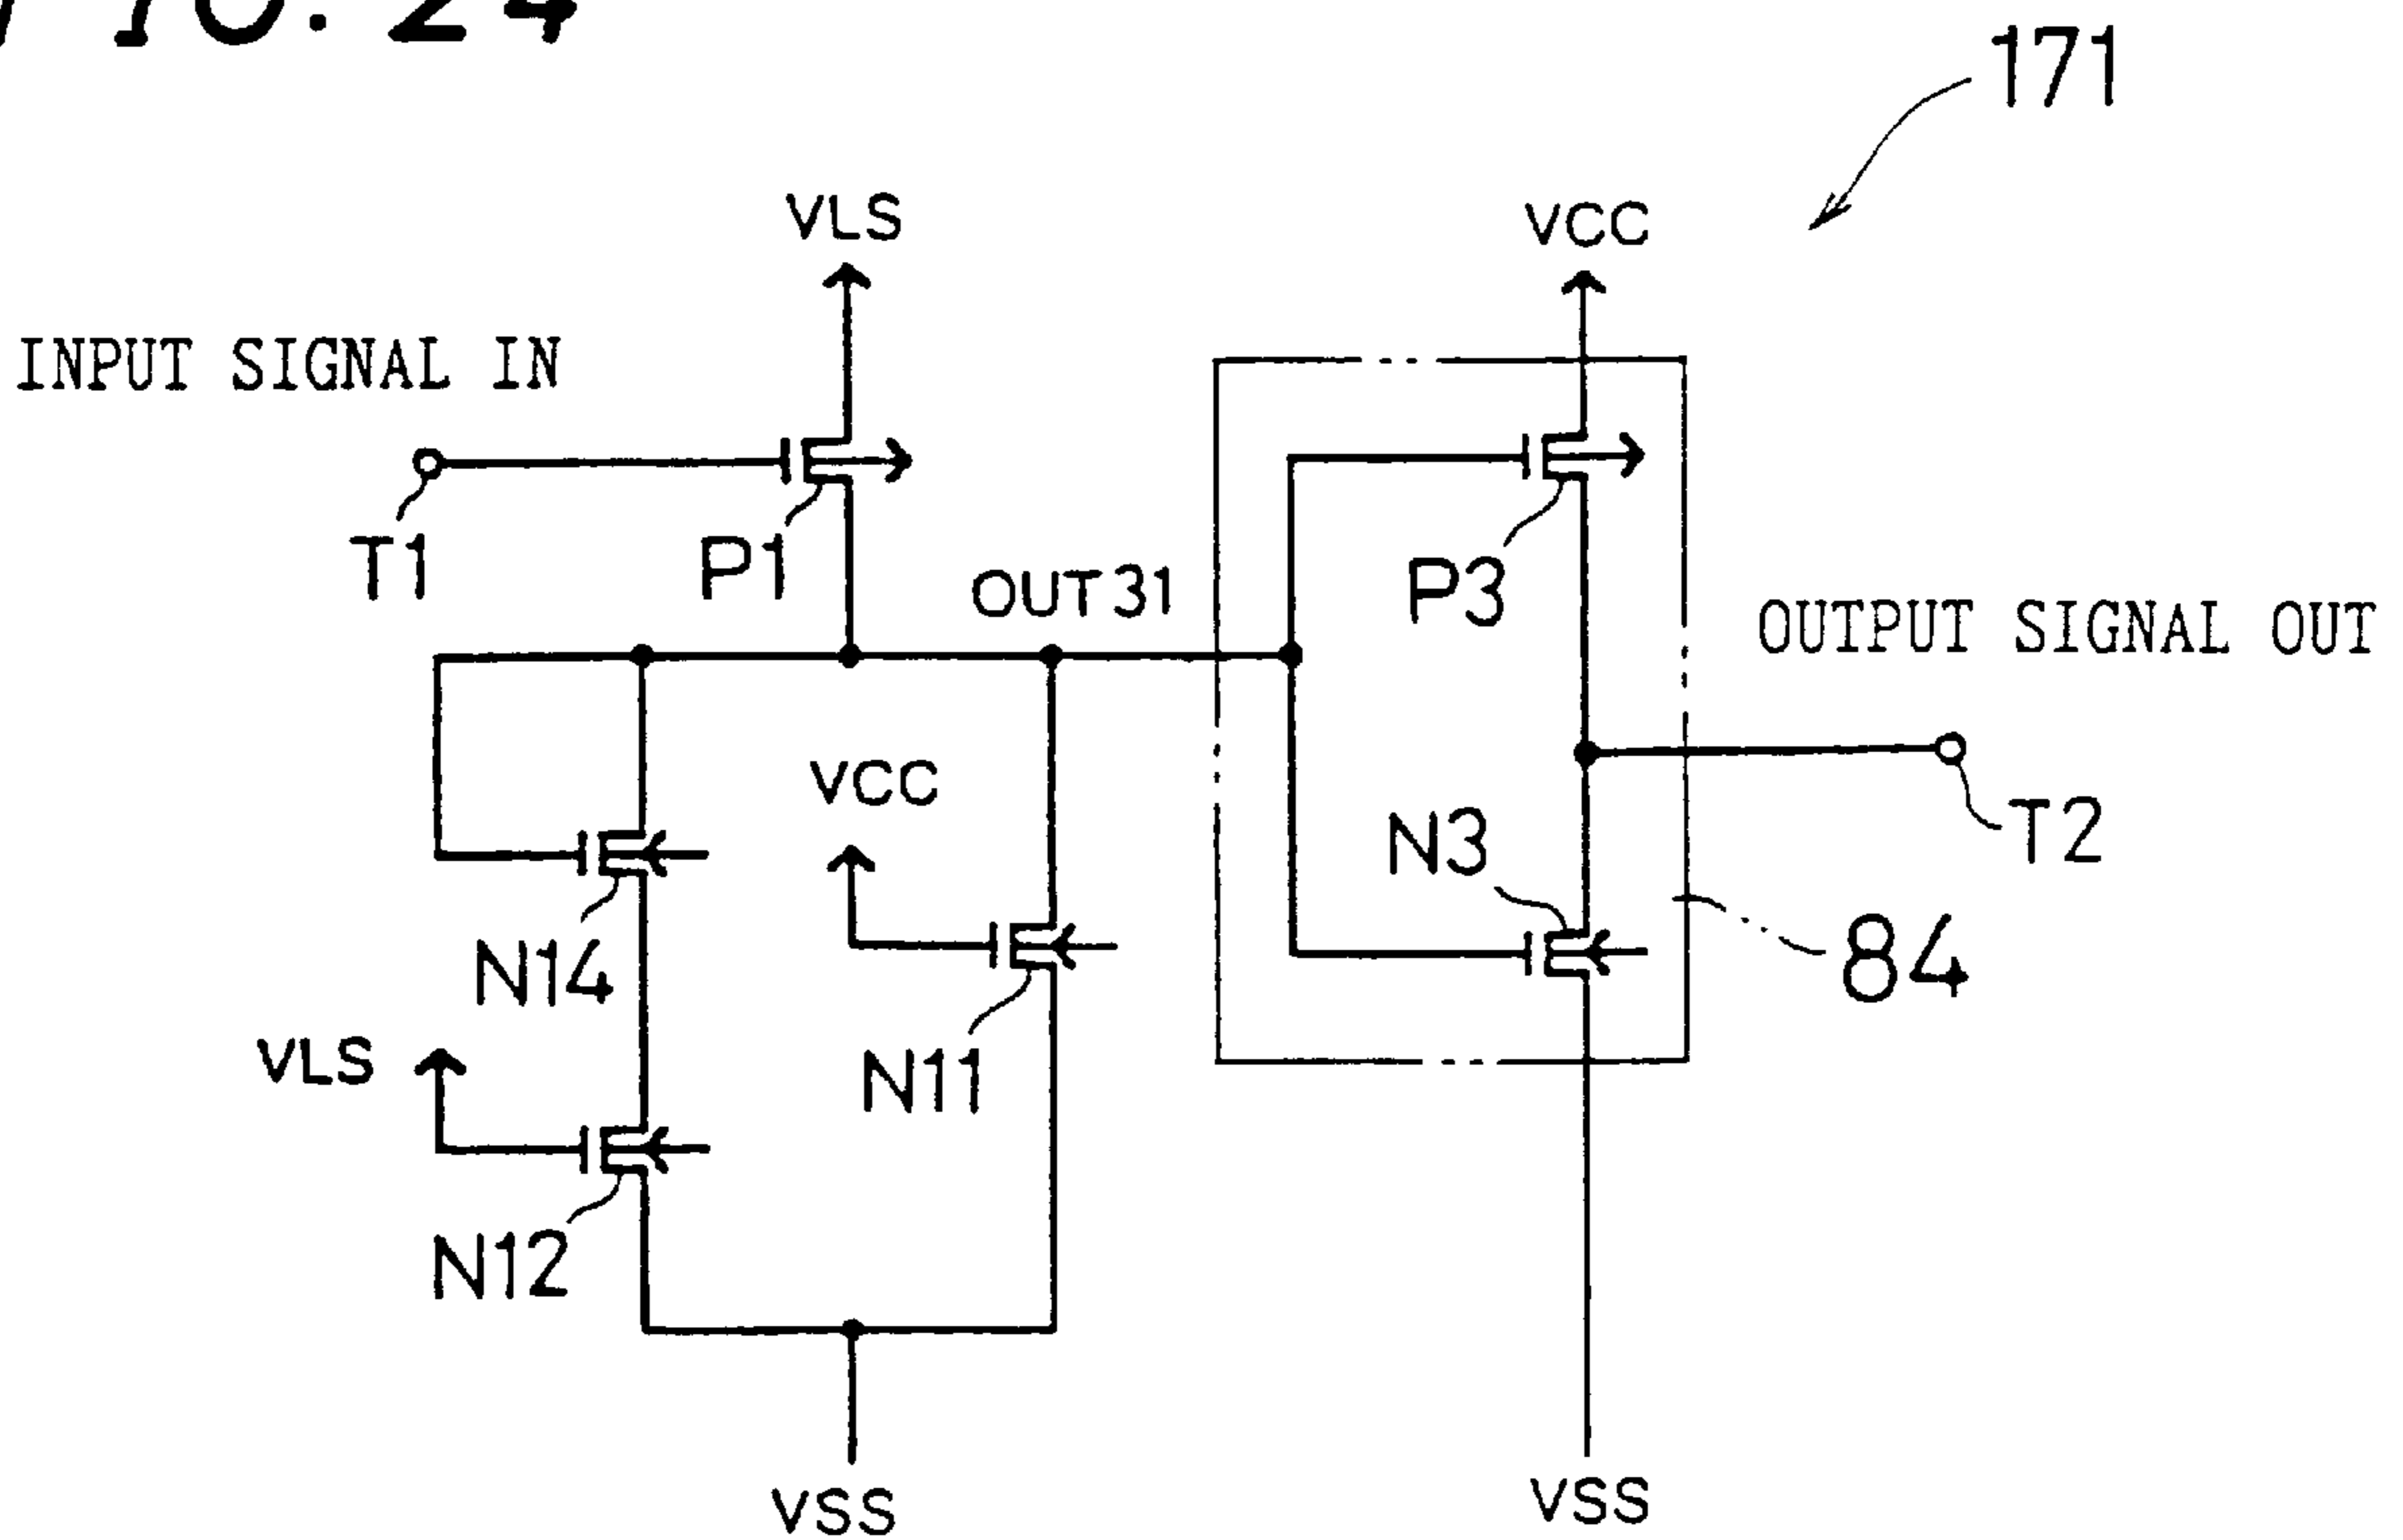 171
VLS
VCC
INPUT SIGNAL IN
T1
P1
OUT31
P3
OUTPUT SIGNAL OUT
VCC
N3
T2
N14
84
VLS
N11
N12
VSS
VSS